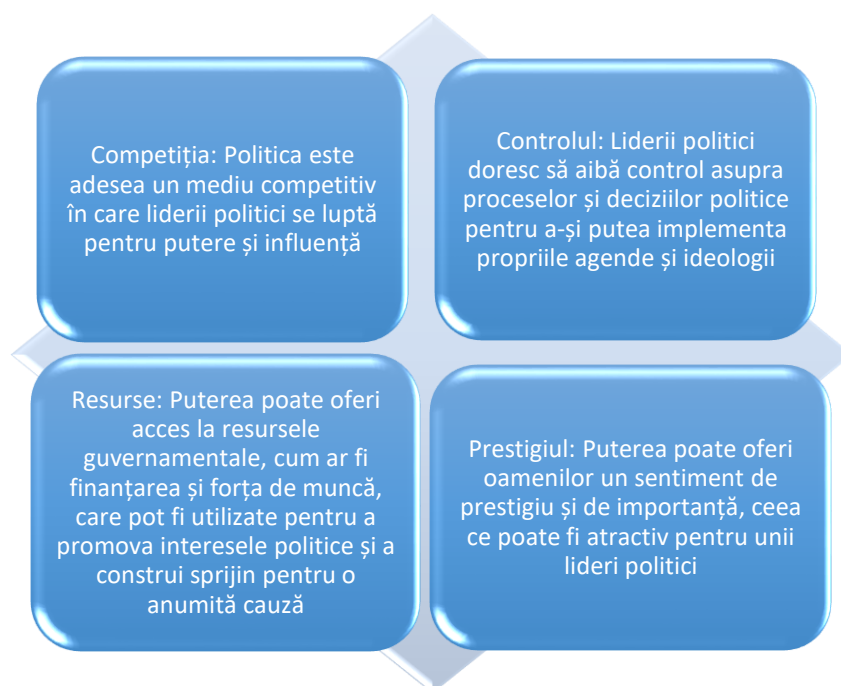 Competiția: Politica este
adesea un mediu competitiv
în care liderii politici se luptă
pentru putere și influență
Controlul: Liderii politici
doresc să aibă control asupra
proceselor și deciziilor politice
pentru a-și putea implementa
propriile agende și ideologii
Resurse: Puterea poate oferi
acces la resursele
guvernamentale, cum ar fi
finanțarea și forța de muncă,
care pot fi utilizate pentru a
promova interesele politice și a
construi sprijin pentru o
anumită cauză
Prestigiul: Puterea poate oferi
oamenilor un sentiment de
prestigiu și de importanță, ceea
ce poate fi atractiv pentru unii
lideri politici